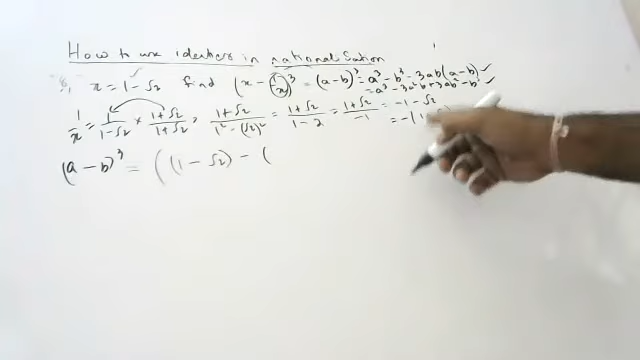 How to use identities in rationalisation
x = 1 - √2 find (x - 1/x)³ = (a - b)³ = a³ - b³ - 3ab(a - b) ✓
= a³ - 3a²b + 3ab² - b³ ✓
1/x = 1/(1-√2) × (1+√2)/(1+√2) = (1+√2)/(1² - (√2)²) = (1+√2)/(1-2) = (1+√2)/-1 = -1 - √2
= -(1
(a - b)³ = ((1 - √2) - (